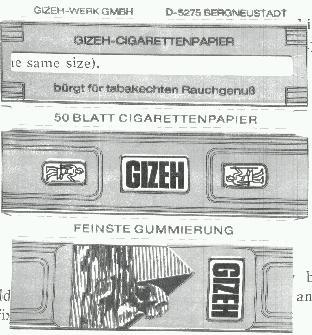 GIZEH-WERK GMBH D-5275 BERGNEUSTADT
GIZEH-CIGARETTENPAPIER
e same size).
bürgt für tabakechten Rauchgenuß
50 BLATT CIGARETTENPAPIER
GIZEH
FEINSTE GUMMIERUNG
GIZEH